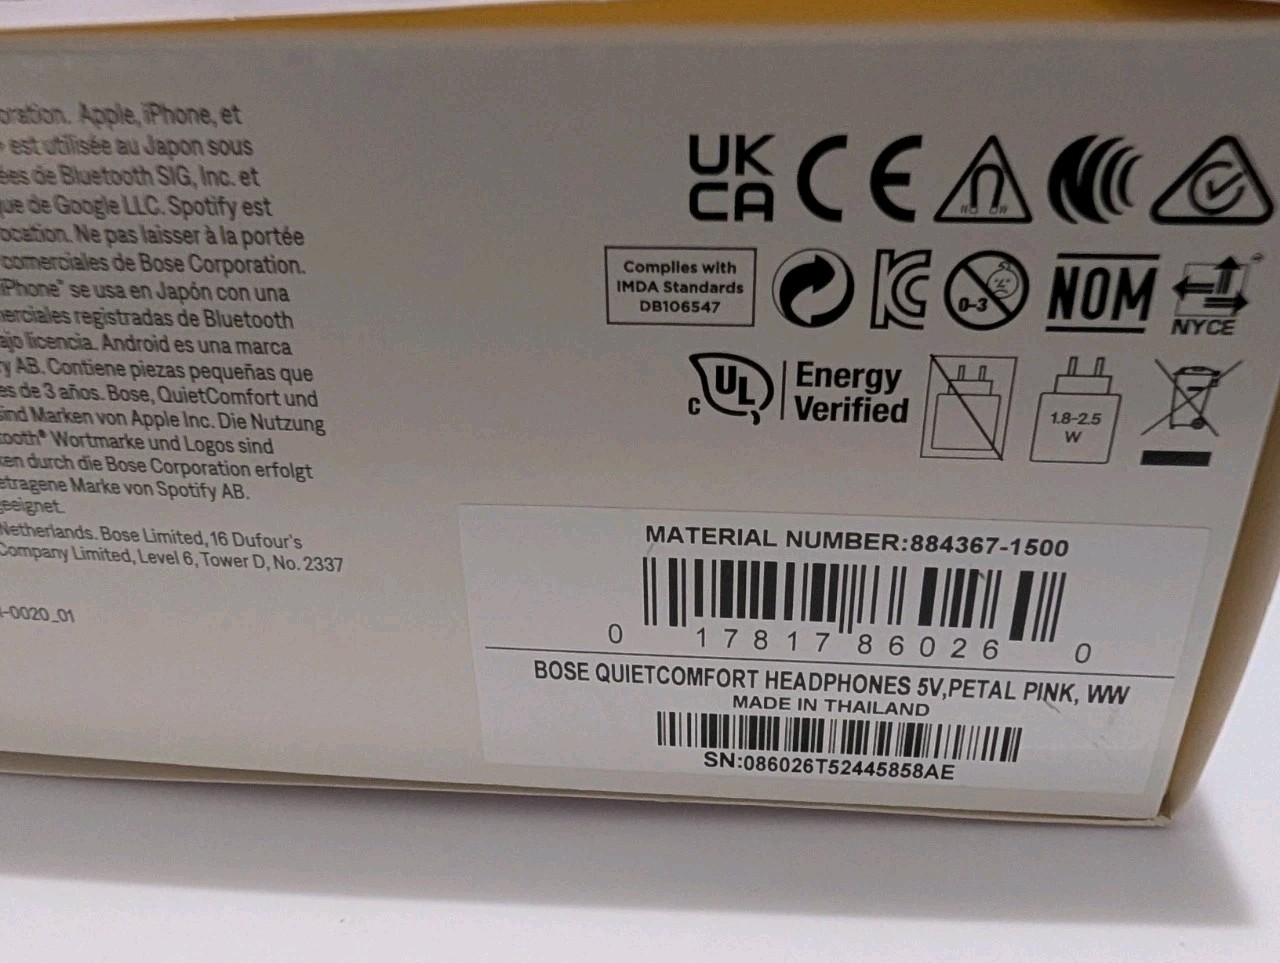 oration. Apple, iPhone, et
est utilisée au Japon sous
ées de Bluetooth SIG, Inc. et
que de Google LLC. Spotify est
ocation. Ne pas laisser à la portée
comerciales de Bose Corporation.
iPhone" se usa en Japón con una
merciales registradas de Bluetooth
ajo licencia. Android es una marca
y AB. Contiene piezas pequeñas que
es de 3 años. Bose, QuietComfort und
sind Marken von Apple Inc. Die Nutzung
tooth® Wortmarke und Logos sind
ken durch die Bose Corporation erfolgt
etragene Marke von Spotify AB.
geeignet.
Netherlands. Bose Limited, 16 Dufour's
Company Limited, Level 6, Tower D, No. 2337
-0020_01
UK
CA
CE
Complies with
IMDA Standards
DB106547
KC
0-3
NOM
NYCE
C UL
Energy
Verified
1.8-2.5
W
MATERIAL NUMBER:884367-1500
0 17817 86026 0
BOSE QUIETCOMFORT HEADPHONES 5V,PETAL PINK, WW
MADE IN THAILAND
SN:086026T52445858AE